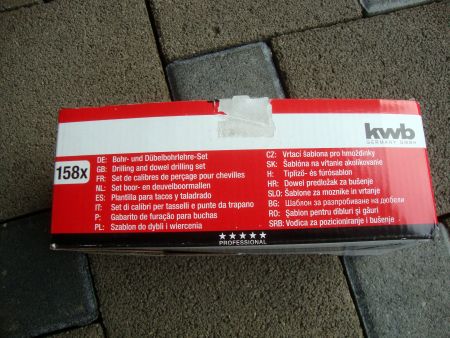 kwb
GERMANY GMBH
158x
DE: Bohr- und Dübelbohrlehre-Set
GB: Drilling and dowel drilling set
FR: Set de calibres de perçage pour chevilles
NL: Set boor- en deuvelboormallen
ES: Plantilla para tacos y taladrado
IT: Set di calibri per tasselli e punte da trapano
P: Gabarito de furação para buchas
PL: Szablon do dybli i wiercenia
CZ: Vrtací šablona pro hmoždinky
SK: Šablóna na vŕtanie a kolikovanie
H: Tiplizó- és fúrósablon
HR: Dowel predložak za bušenje
SLO: Šablone za moznike in vrtanje
BG: Шаблон за разпробиване на дюбели
RO: Şablon pentru dibluri şi găuri
SRB: Vodica za pozicioniranje i bušenje
★★★★★
PROFESSIONAL